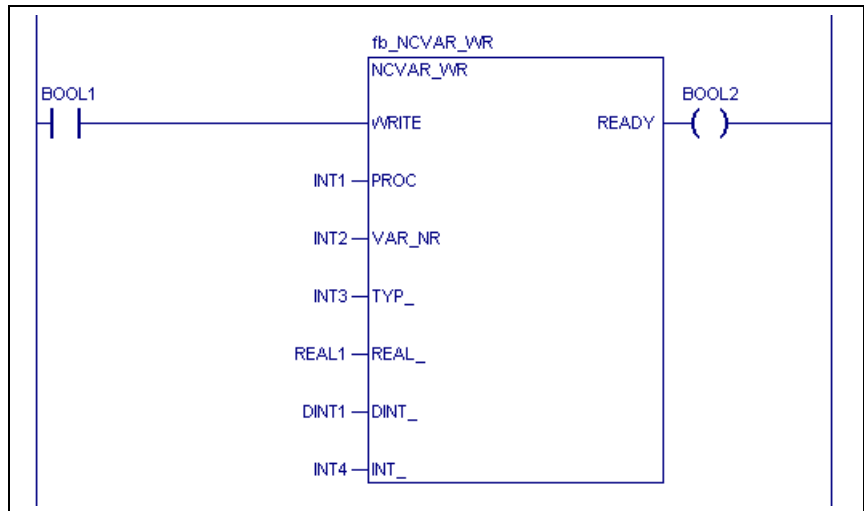 fb_NCVAR_WR
NCVAR_WR
BOOL1
BOOL2
WRITE READY
INT1 PROC
INT2 VAR_NR
INT3 TYP_
REAL1 REAL_
DINT1 DINT_
INT4 INT_